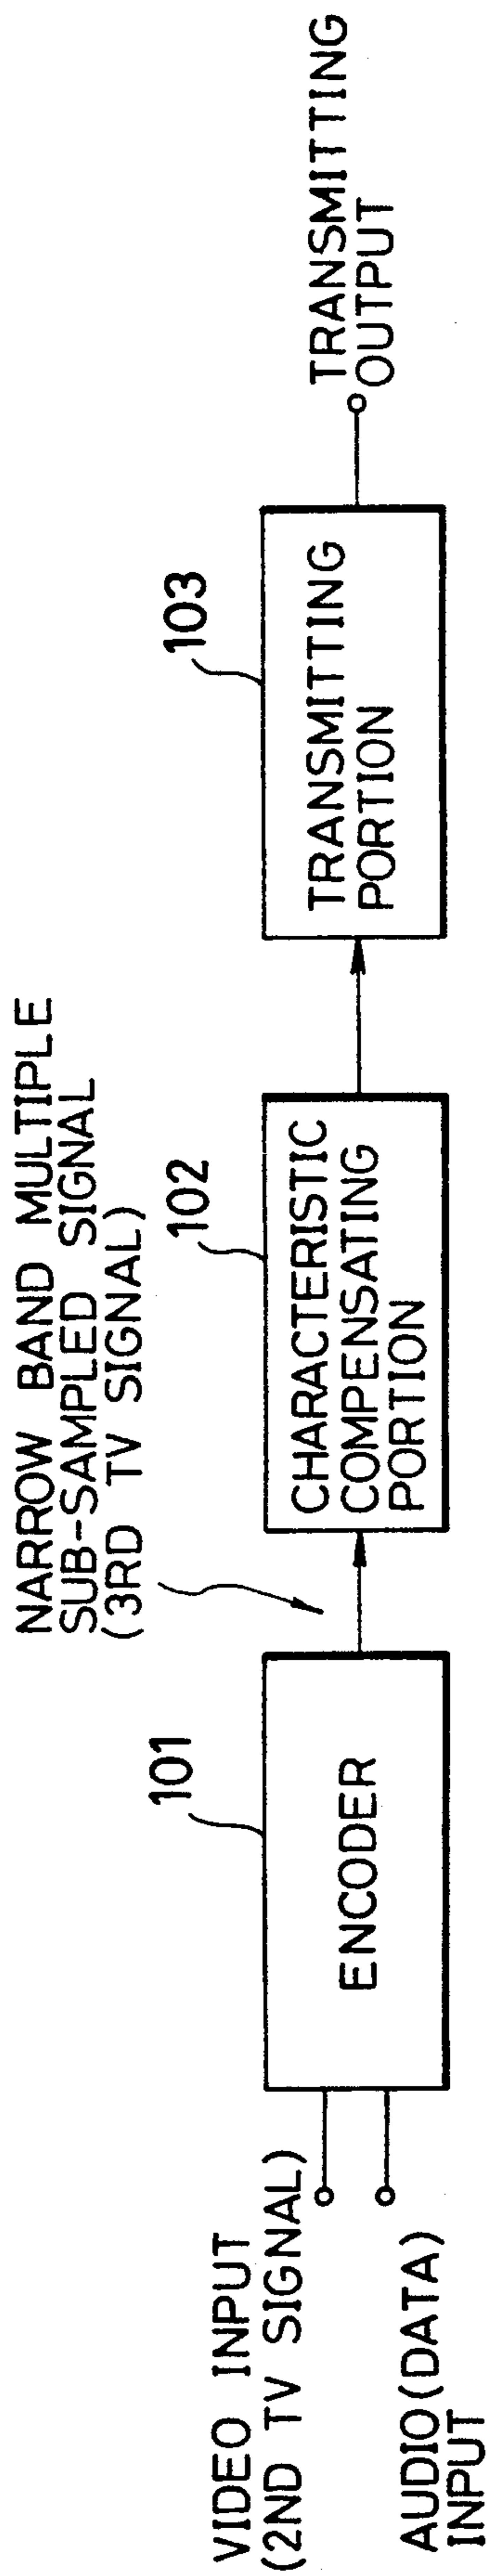 VIDEO INPUT
(2ND TV SIGNAL)
AUDIO (DATA)
INPUT
101
ENCODER
NARROW BAND MULTIPLE
SUB-SAMPLED SIGNAL
(3RD TV SIGNAL)
102
CHARACTERISTIC
COMPENSATING
PORTION
103
TRANSMITTING
PORTION
TRANSMITTING
OUTPUT